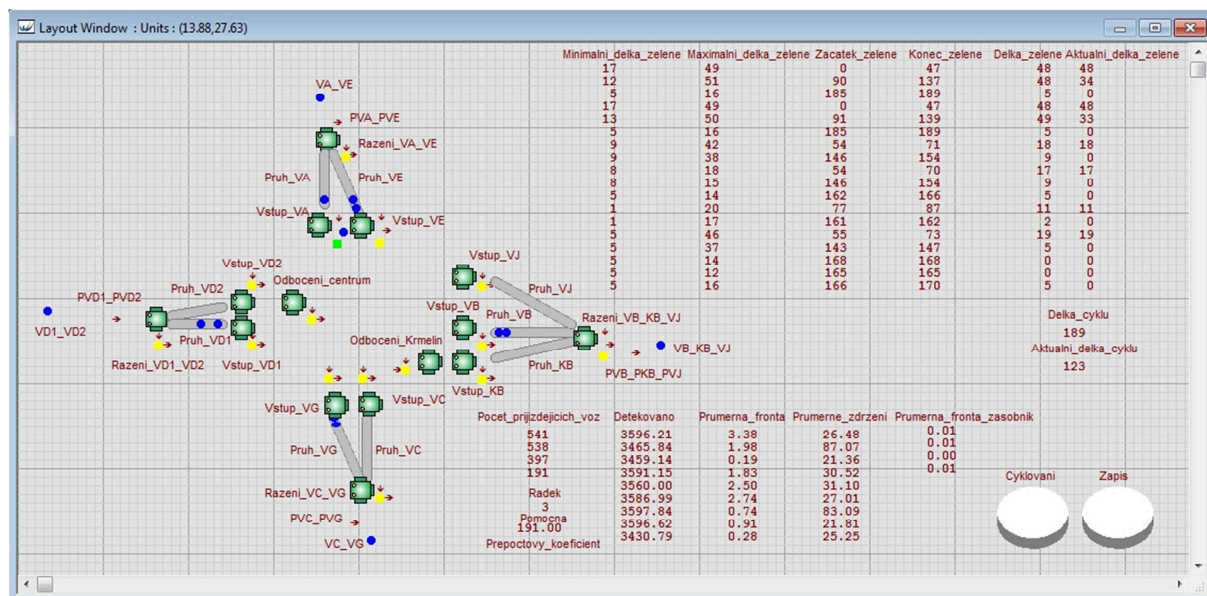 Layout Window : Units : (13.88,27.63)
Minimalni_delka_zelene Maximalni_delka_zelene Zacatek_zelene Konec_zelene Delka_zelene Aktualni_delka_zelene
17 49 0 47 48 48
12 51 90 137 48 34
5 16 185 189 5 0
17 49 0 47 48 48
13 50 91 139 49 33
5 16 185 189 5 0
9 42 54 71 18 18
9 38 146 154 9 0
8 18 54 70 17 17
8 15 146 154 9 0
5 14 162 166 5 0
1 20 77 87 11 11
1 17 161 162 2 0
5 46 55 73 19 19
5 37 143 147 5 0
5 14 168 168 0 0
5 12 165 165 0 0
5 16 166 170 5 0
VA_VE
PVA_PVE
Razeni_VA_VE
Pruh_VA Pruh_VE
Vstup_VA Vstup_VE
Vstup_VD2
Odboceni_centrum
Pruh_VD2
PVD1_PVD2
VD1_VD2
Pruh_VD1
Razeni_VD1_VD2 Vstup_VD1
Vstup_VJ
Pruh_VJ
Vstup_VB
Pruh_VB
Razeni_VB_KB_VJ
Odboceni_Krmelin
VB_KB_VJ
Pruh_KB
PVB_PKB_PVJ
Vstup_KB
Delka_cyklu
189
Aktualni_delka_cyklu
123
Vstup_VG Vstup_VC
Pruh_VG Pruh_VC
Razeni_VC_VG
PVC_PVG
VC_VG
Pocet_prijizdejicich_voz Detekovano Prumerna_fronta Prumerne_zdrzeni Prumerna_fronta_zasobnik
541 3596.21 3.38 26.48 0.01
538 3465.84 1.98 87.07 0.01
397 3459.14 0.19 21.36 0.00
191 3591.15 1.83 30.52 0.01
3560.00 2.50 31.10
Radek 3586.99 2.74 27.01
3 3597.84 0.74 83.09
Pomocna
191.00 3596.62 0.91 21.81
3430.79 0.28 25.25
Prepoctovy_koeficient
Cyklovani Zapis